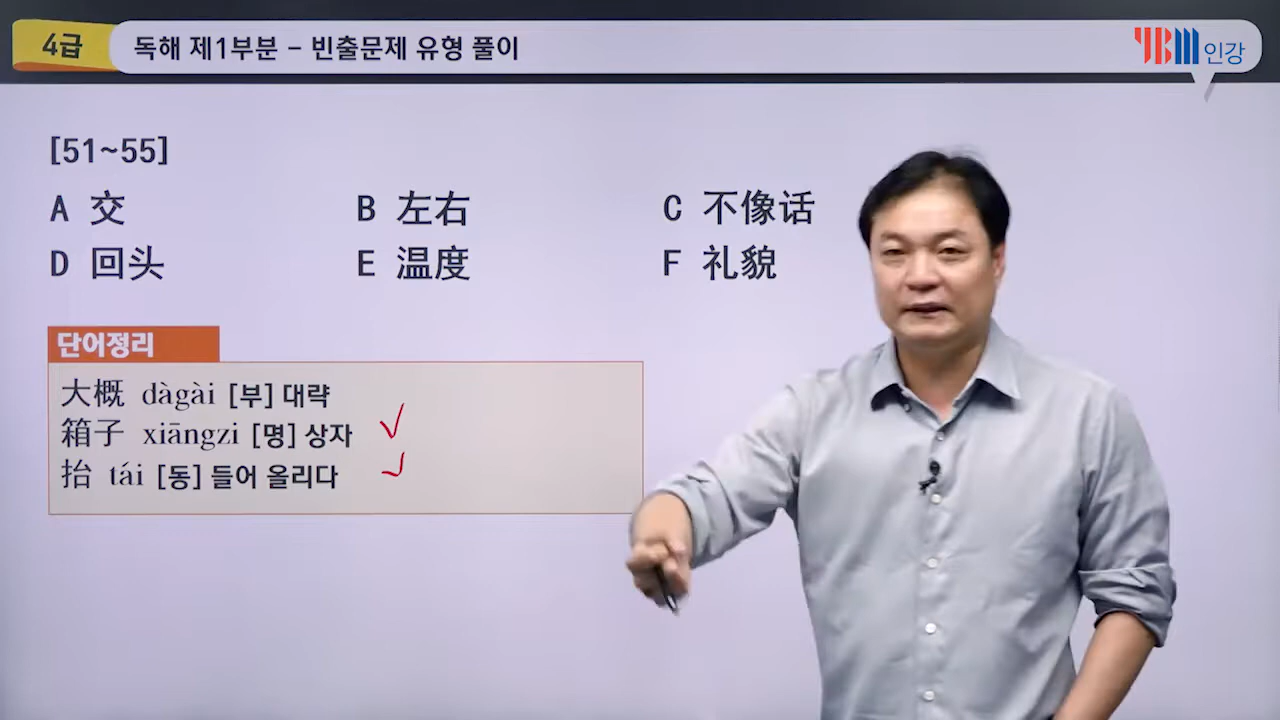 4급 독해 제1부분 – 빈출문제 유형 풀이 YBM 인강
[51~55]
A 交 B 左右 C 不像话
D 回头 E 温度 F 礼貌
단어정리
大概 dàgài [부] 대략
箱子 xiāngzi [명] 상자
抬 tái [동] 들어 올리다